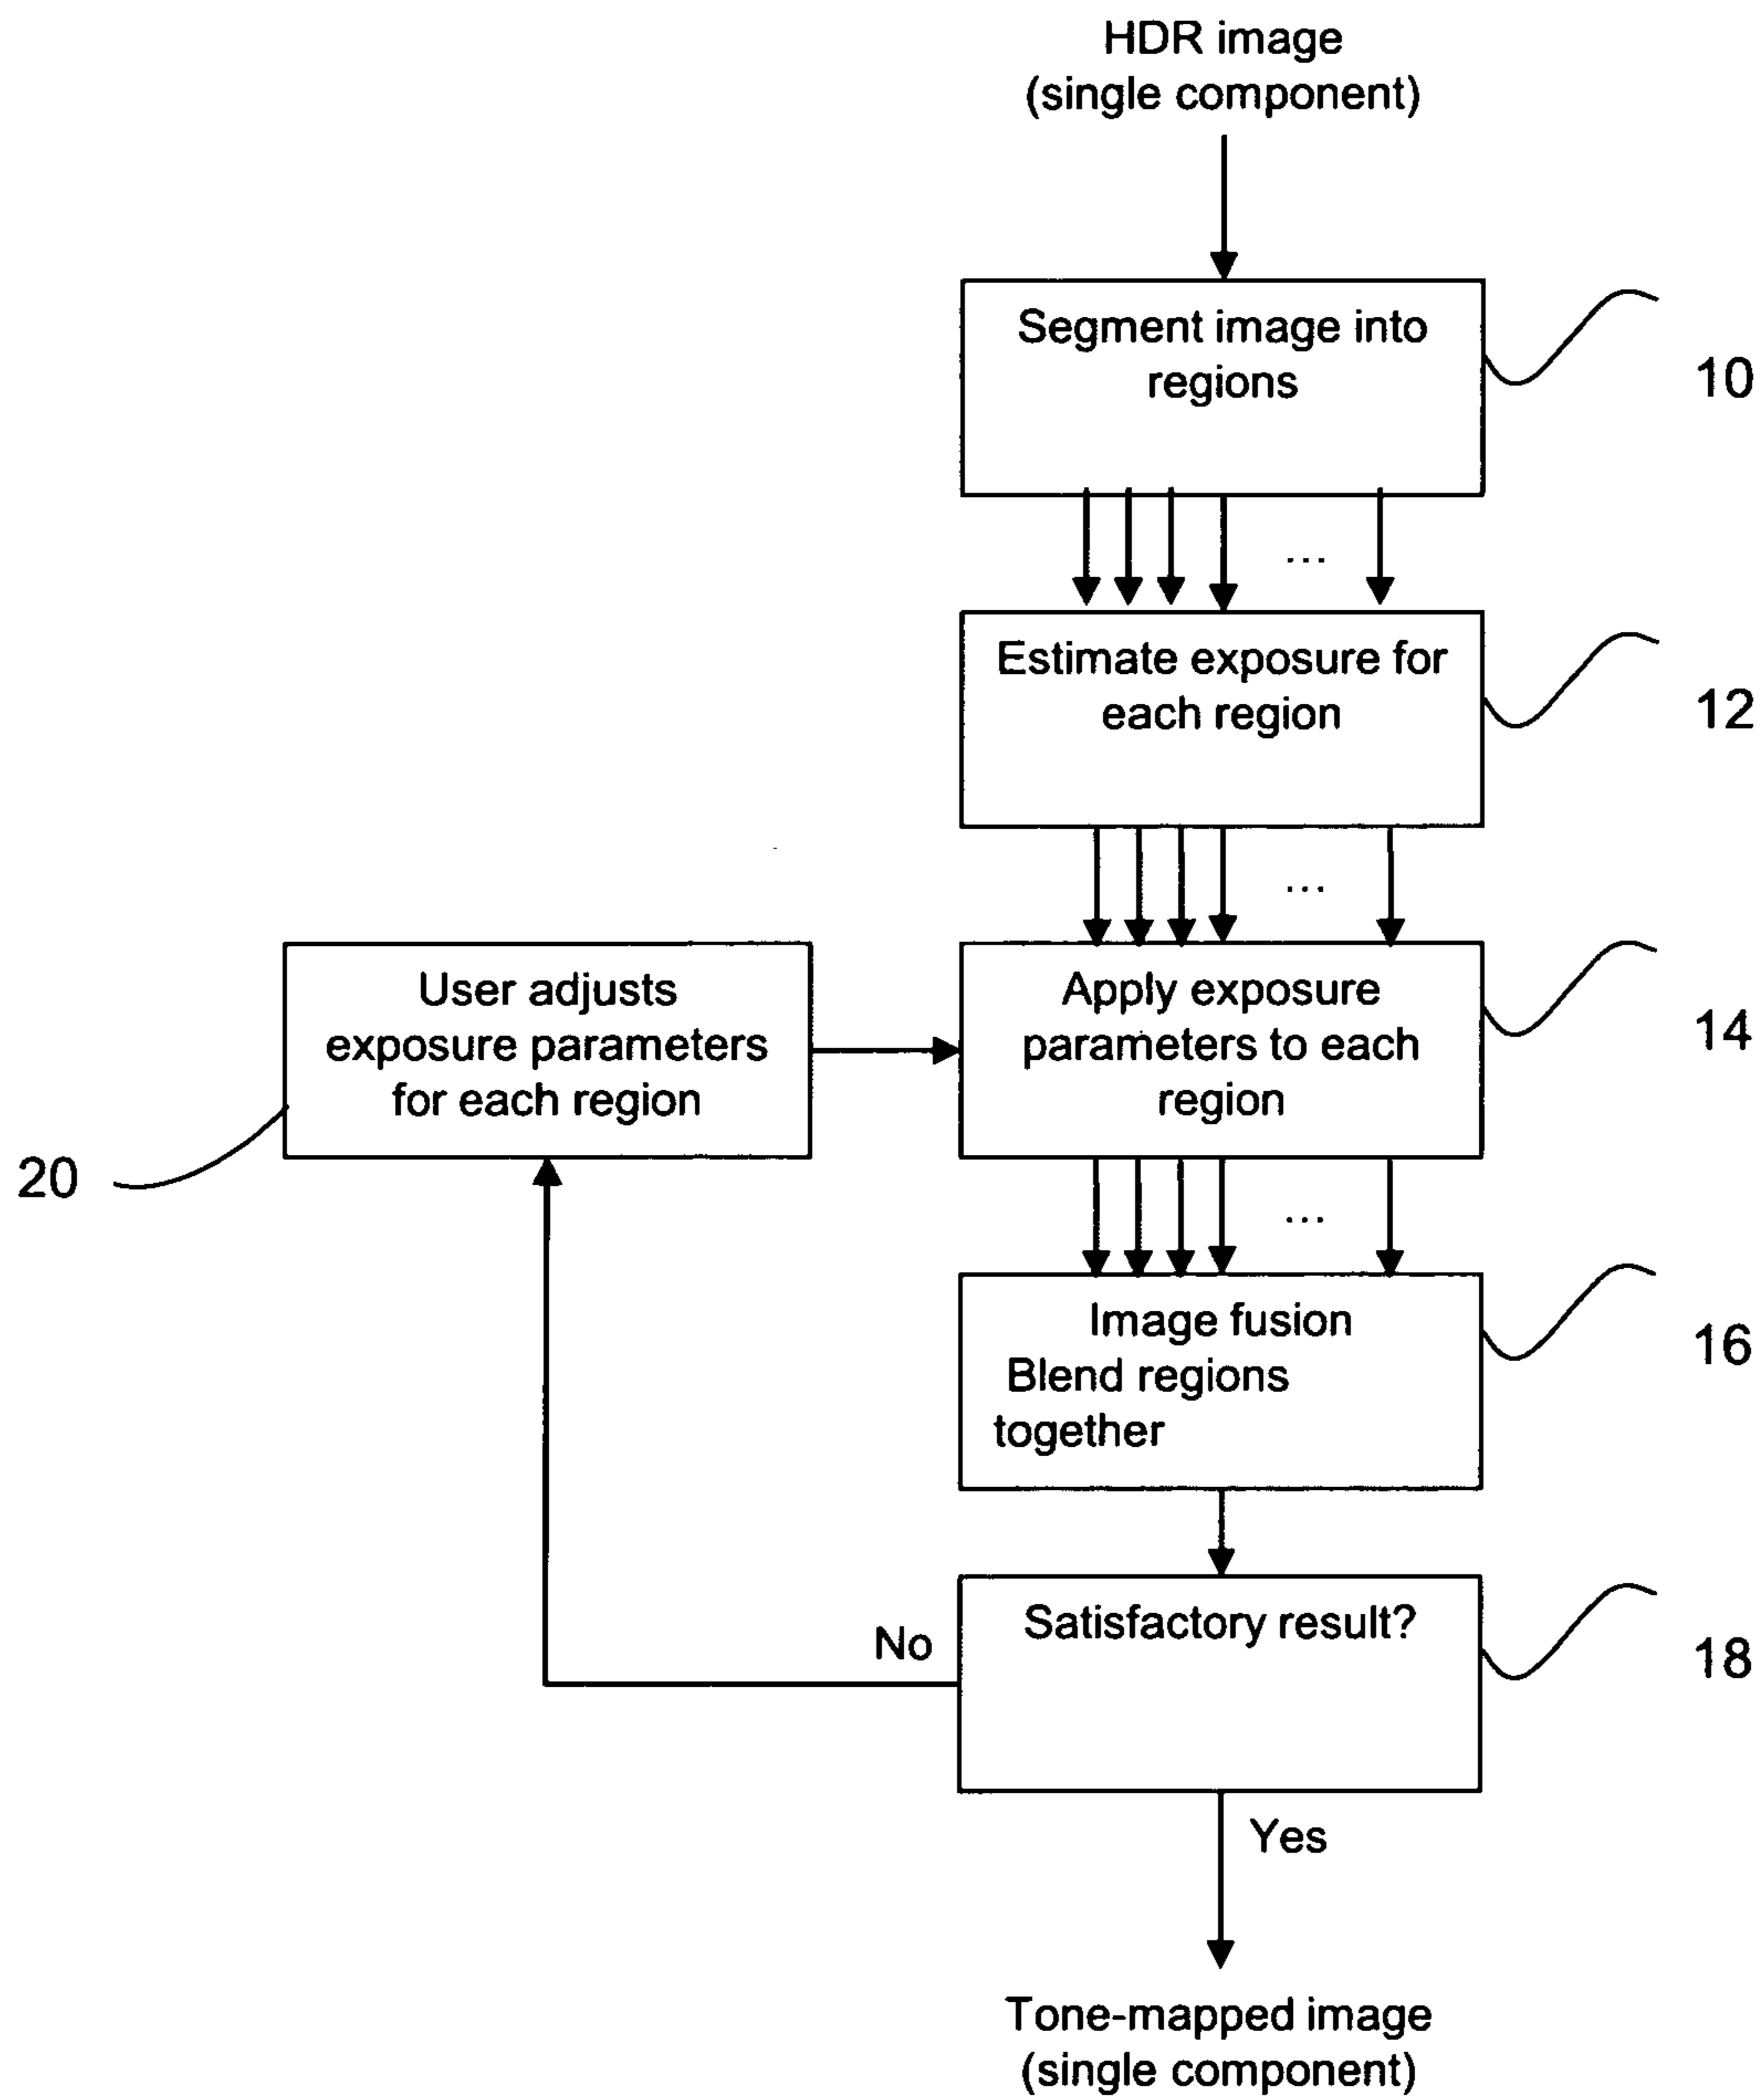 HDR image
(single component)
Segment image into
regions
10
...
Estimate exposure for
each region
12
...
User adjusts
exposure parameters
for each region
20
Apply exposure
parameters to each
region
14
...
Image fusion
Blend regions
together
16
Satisfactory result?
18
No
Yes
Tone-mapped image
(single component)